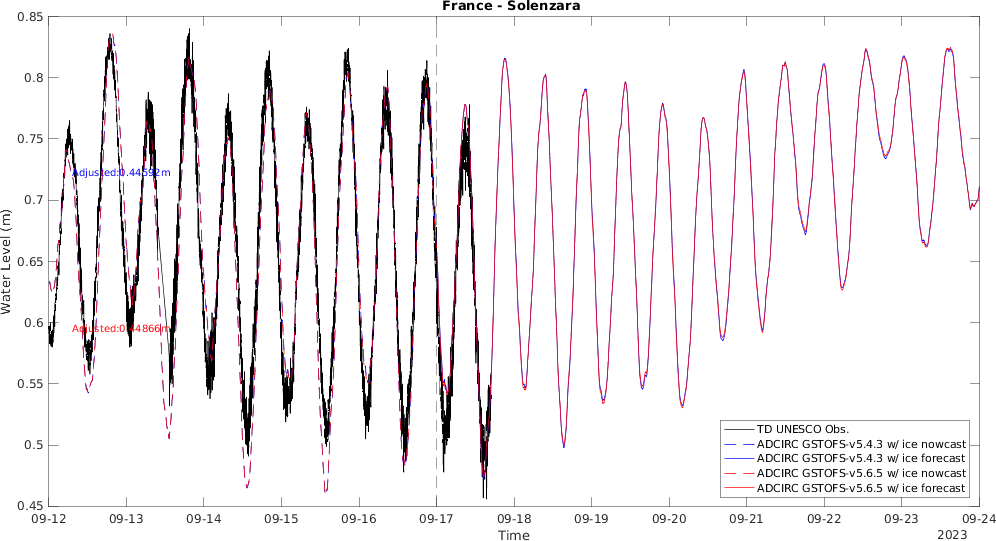 France - Solenzara
0.85
0.8
0.75
0.7
0.65
0.6
0.55
0.5
0.45
Water Level (m)
Adjusted:0.44592m
Adjusted:0.44866m
TD UNESCO Obs.
ADCIRC GSTOFS-v5.4.3 w/ ice nowcast
ADCIRC GSTOFS-v5.4.3 w/ ice forecast
ADCIRC GSTOFS-v5.6.5 w/ ice nowcast
ADCIRC GSTOFS-v5.6.5 w/ ice forecast
09-12 09-13 09-14 09-15 09-16 09-17 09-18 09-19 09-20 09-21 09-22 09-23 09-24
Time
2023